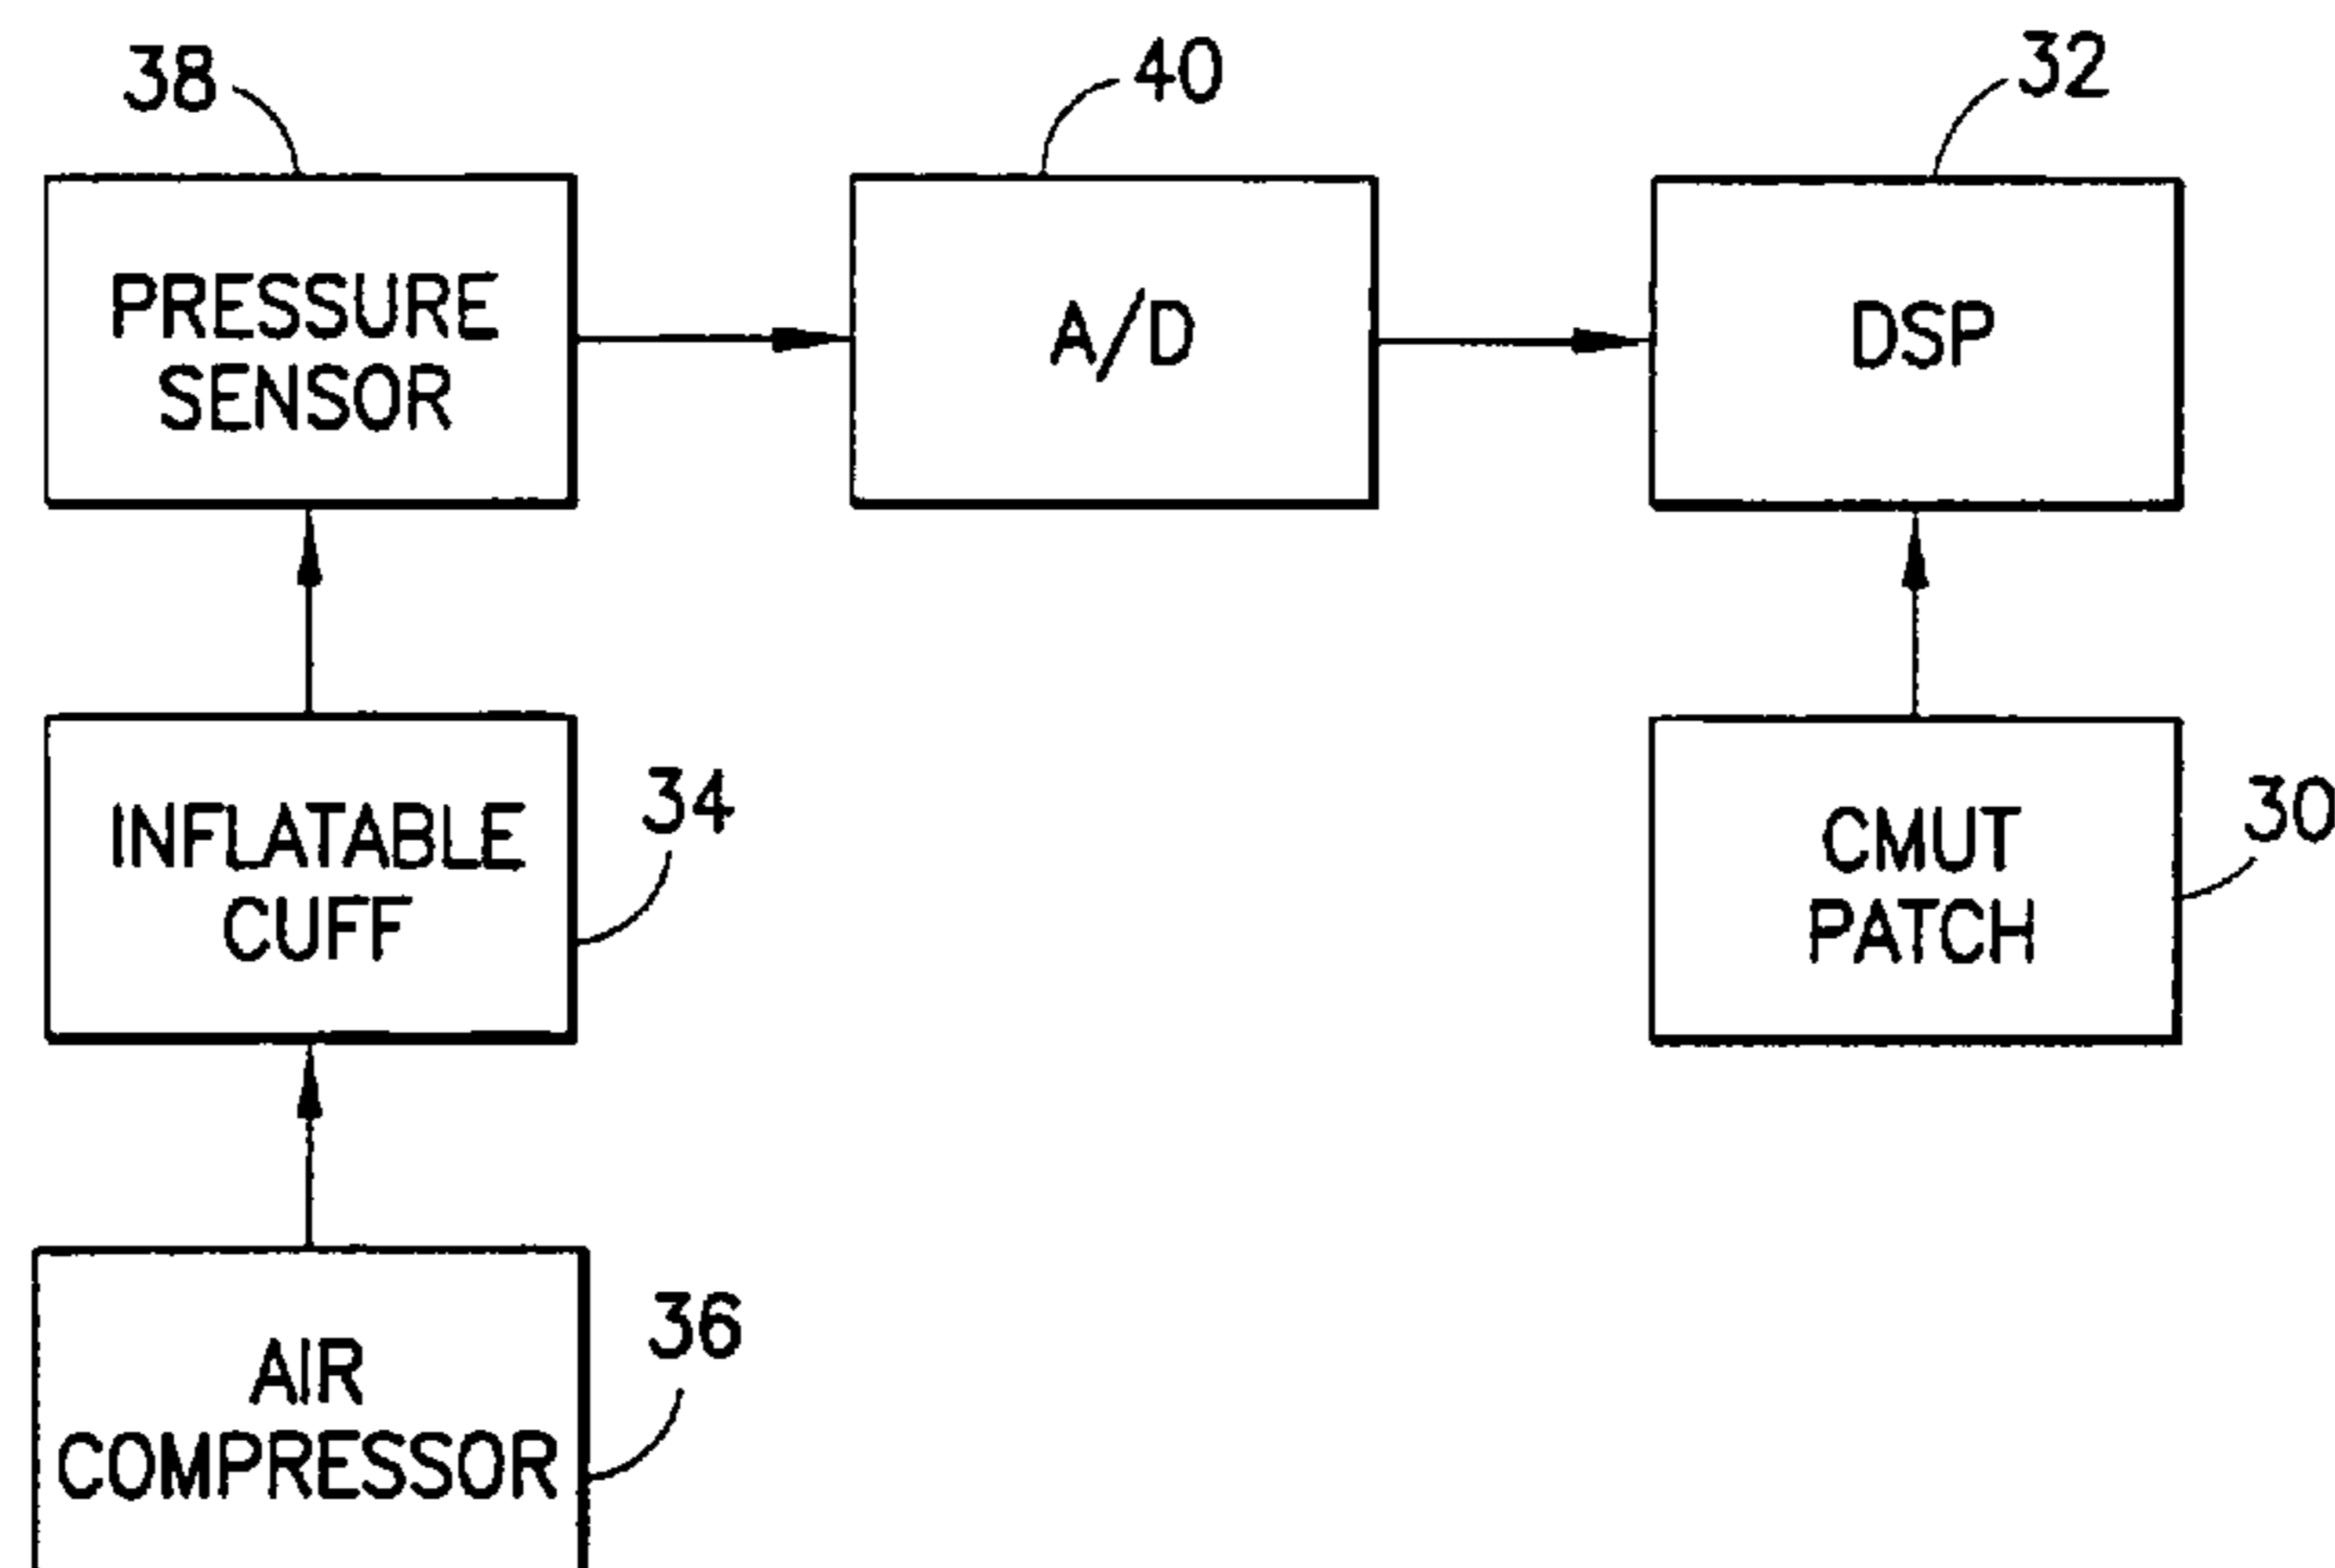 38
40
32
PRESSURE
SENSOR
A/D
DSP
34
INFLATABLE
CUFF
30
CMUT
PATCH
36
AIR
COMPRESSOR